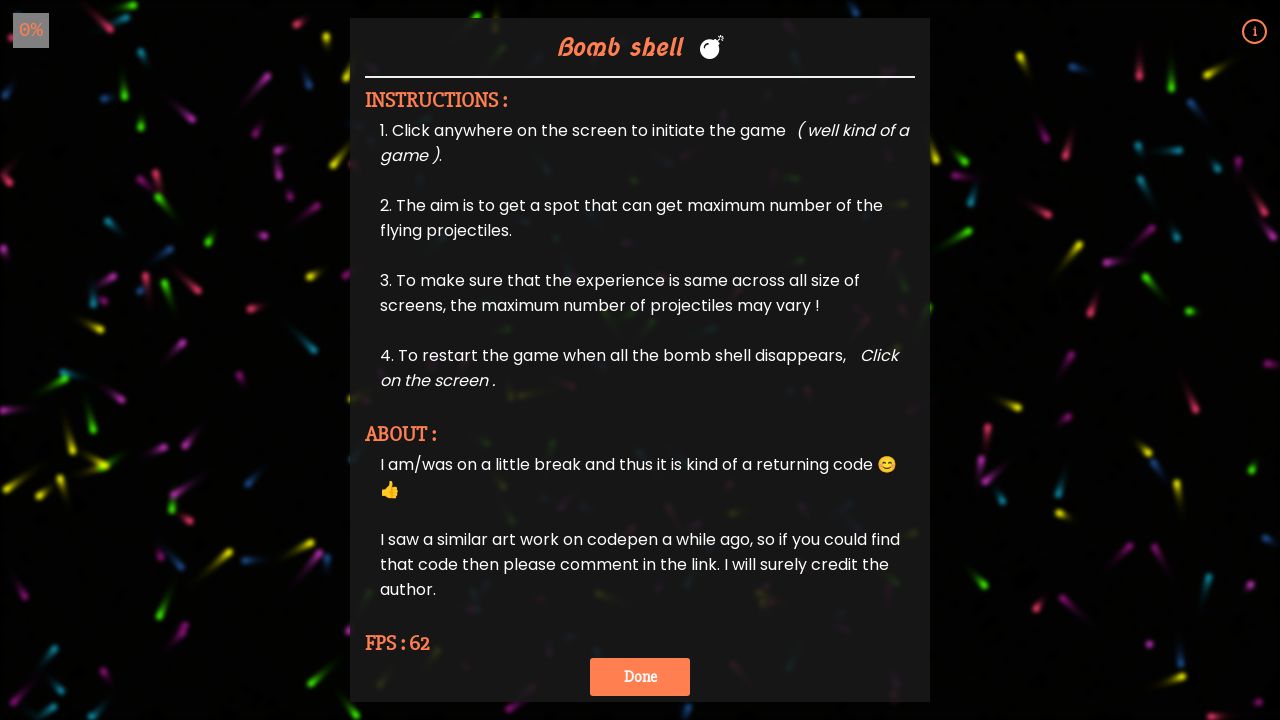 0%
i
Bomb shell 💣
INSTRUCTIONS :
1. Click anywhere on the screen to initiate the game ( well kind of a
game ).
2. The aim is to get a spot that can get maximum number of the
flying projectiles.
3. To make sure that the experience is same across all size of
screens, the maximum number of projectiles may vary !
4. To restart the game when all the bomb shell disappears, Click
on the screen .
ABOUT :
I am/was on a little break and thus it is kind of a returning code 😊
👍
I saw a similar art work on codepen a while ago, so if you could find
that code then please comment in the link. I will surely credit the
author.
FPS : 62
Done